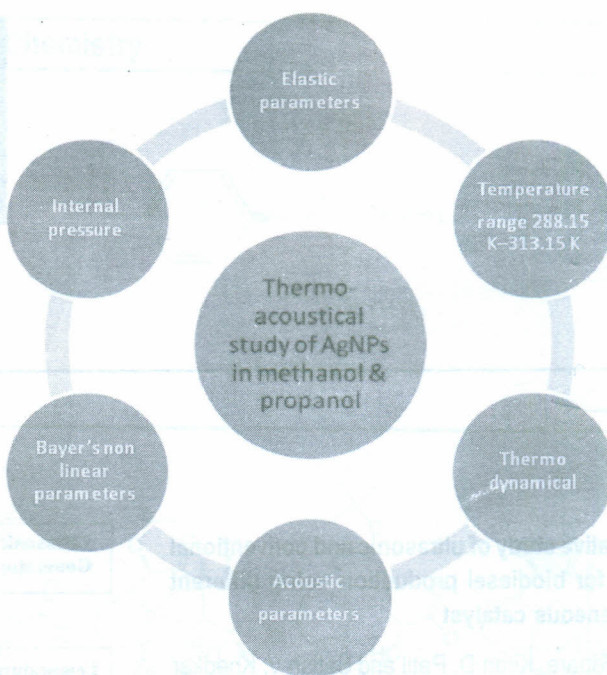 Elastic
parameters
Temperature
range 288.15
K–313.15 K
Internal
pressure
Thermo-
acoustical
study of AgNPs
in methanol &
propanol
Bayer's non
linear
parameters
Thermo
dynamical
Acoustic
parameters